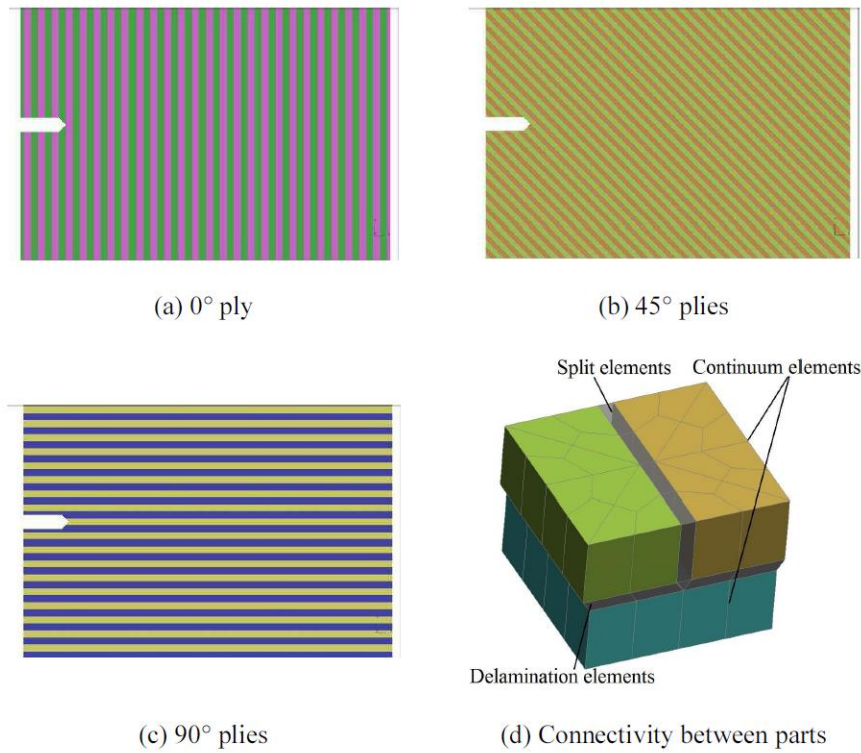 (a) 0° ply
(b) 45° plies
Split elements
Continuum elements
Delamination elements
(c) 90° plies
(d) Connectivity between parts